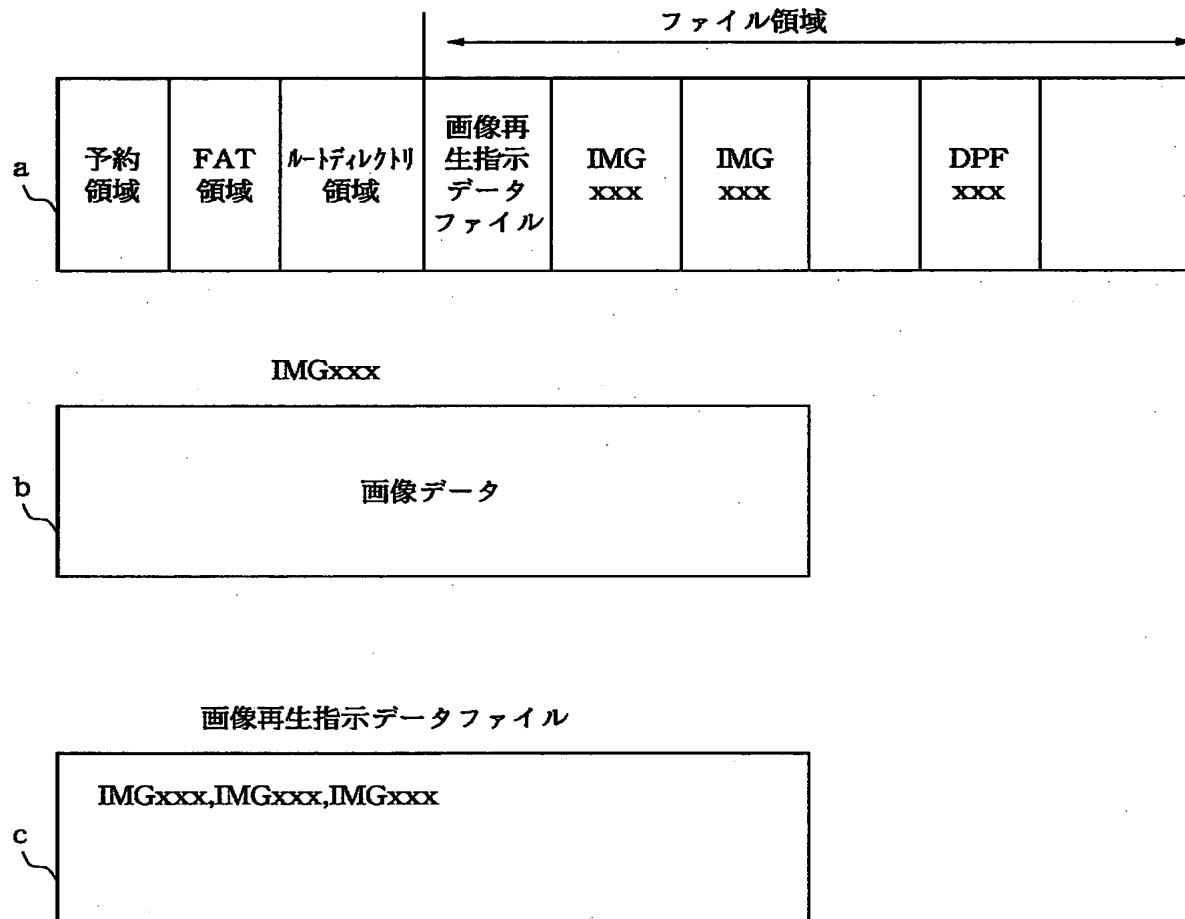 ファイル領域
a
予約
領域
FAT
領域
ルートディレクトリ
領域
画像再
生指示
データ
ファイル
IMG
xxx
IMG
xxx
DPF
xxx
IMGxxx
b
画像データ
画像再生指示データファイル
IMGxxx,IMGxxx,IMGxxx
c